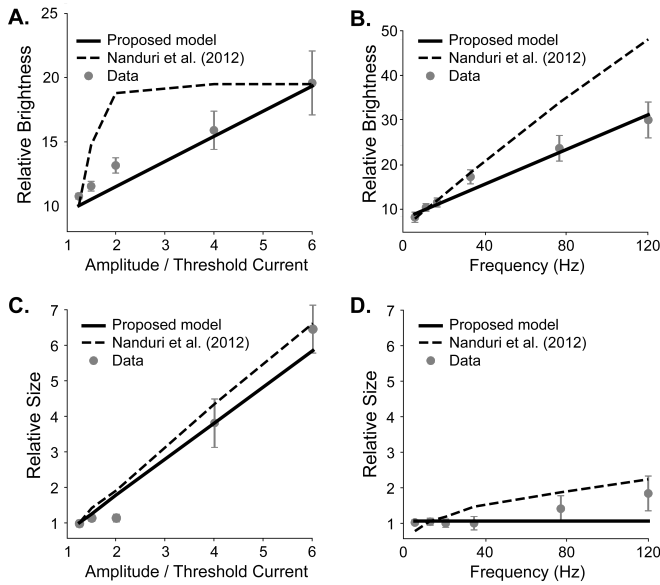 A.
25
20
15
10
Relative Brightness
Proposed model
Nanduri et al. (2012)
Data
1 2 3 4 5 6
Amplitude / Threshold Current
B.
50
40
30
20
10
Relative Brightness
Proposed model
Nanduri et al. (2012)
Data
0 40 80 120
Frequency (Hz)
C.
7
6
5
4
3
2
1
Relative Size
Proposed model
Nanduri et al. (2012)
Data
1 2 3 4 5 6
Amplitude / Threshold Current
D.
7
6
5
4
3
2
1
Relative Size
Proposed model
Nanduri et al. (2012)
Data
0 40 80 120
Frequency (Hz)